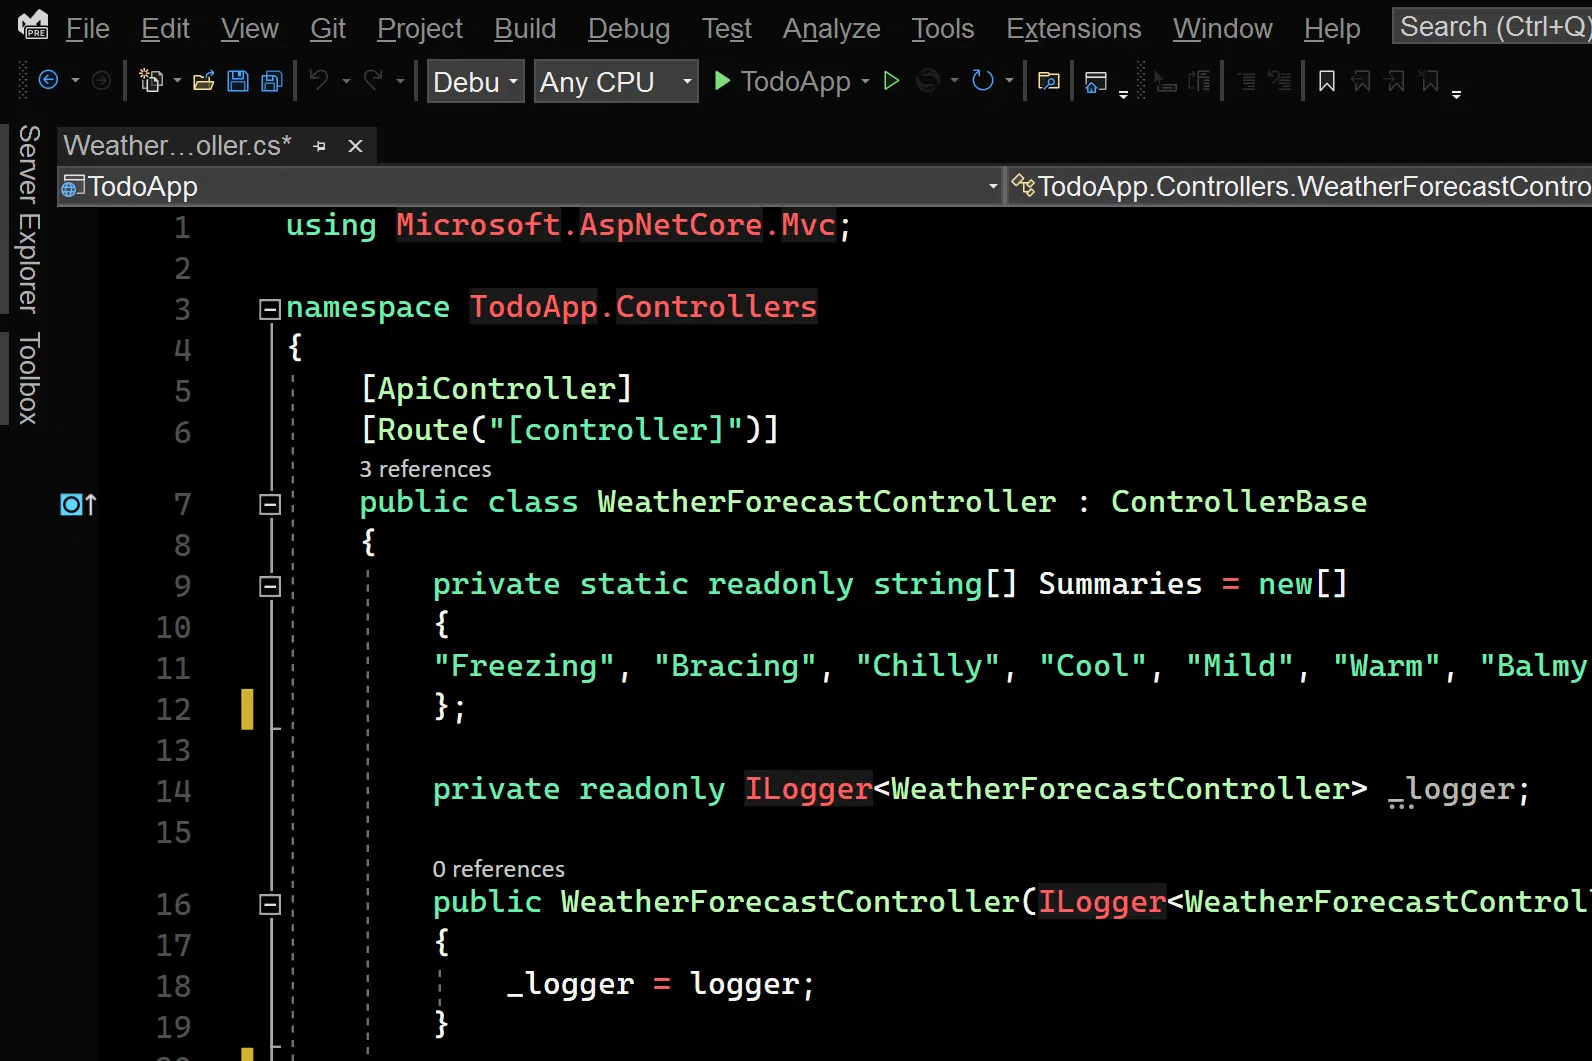 PRE
File Edit View Git Project Build Debug Test Analyze Tools Extensions Window Help Search (Ctrl+Q)
Debu Any CPU TodoApp
Server Explorer
Toolbox
Weather...oller.cs*
TodoApp TodoApp.Controllers.WeatherForecastContro
1 using Microsoft.AspNetCore.Mvc;
2
3 namespace TodoApp.Controllers
4 {
5 [ApiController]
6 [Route("[controller]")]
3 references
7 public class WeatherForecastController : ControllerBase
8 {
9 private static readonly string[] Summaries = new[]
10 {
11 "Freezing", "Bracing", "Chilly", "Cool", "Mild", "Warm", "Balmy
12 };
13
14 private readonly ILogger<WeatherForecastController> _logger;
15
0 references
16 public WeatherForecastController(ILogger<WeatherForecastControl
17 {
18 _logger = logger;
19 }